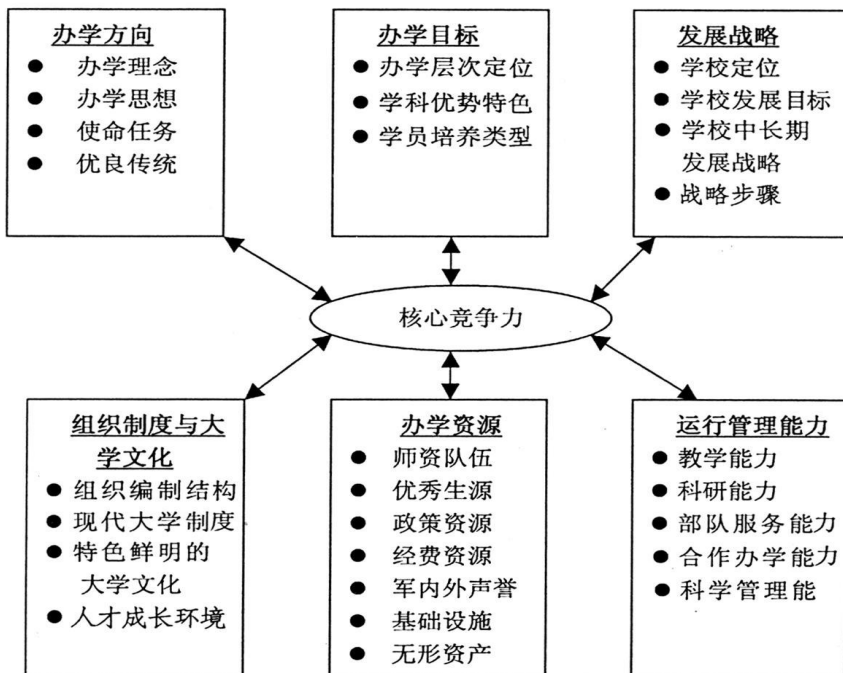 办学方向
● 办学理念
● 办学思想
● 使命任务
● 优良传统
办学目标
● 办学层次定位
● 学科优势特色
● 学员培养类型
发展战略
● 学校定位
● 学校发展目标
● 学校中长期
发展战略
● 战略步骤
核心竞争力
组织制度与大
学文化
● 组织编制结构
● 现代大学制度
● 特色鲜明的
大学文化
● 人才成长环境
办学资源
● 师资队伍
● 优秀生源
● 政策资源
● 经费资源
● 军内外声誉
● 基础设施
● 无形资产
运行管理能力
● 教学能力
● 科研能力
● 部队服务能力
● 合作办学能力
● 科学管理能